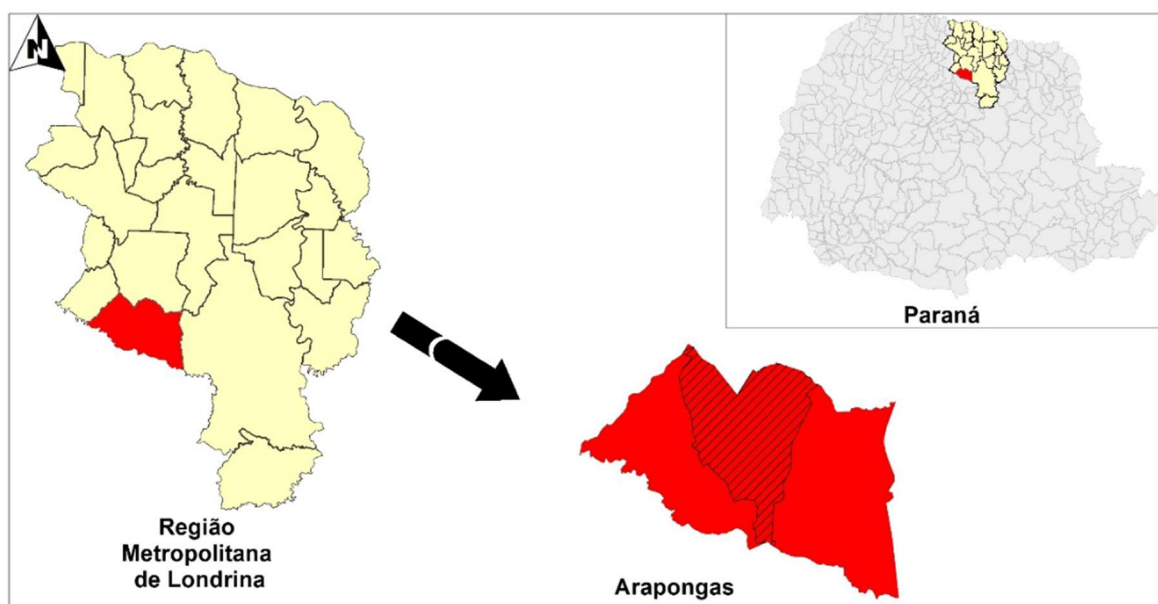 N
Paraná
Região
Metropolitana
de Londrina
Arapongas